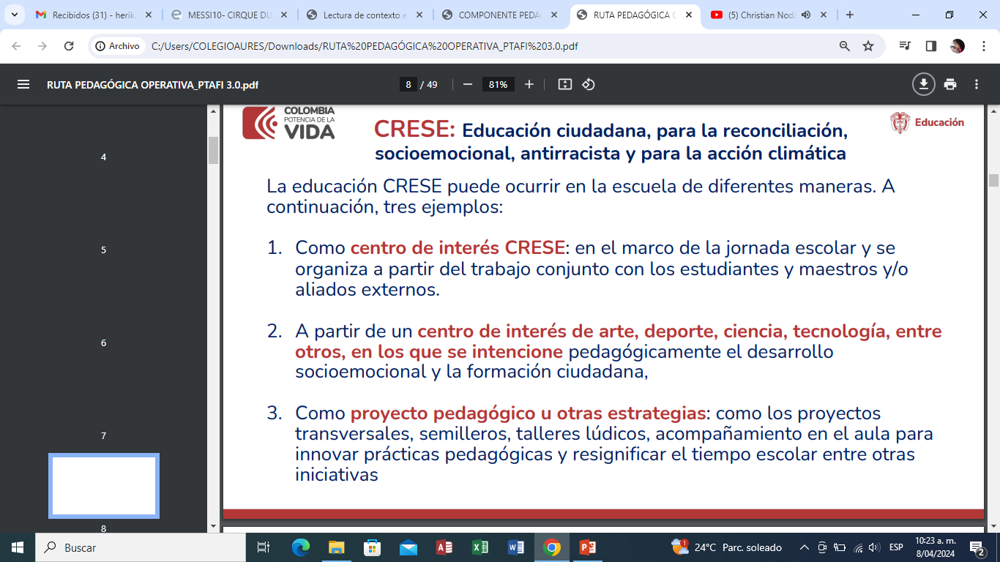 Recibidos (31) - herik
MESSI10- CIRQUE DU
Lectura de contexto e
COMPONENTE PEDA
RUTA PEDAGÓGICA O
(5) Christian Noda
Archivo
C:/Users/COLEGIOAURES/Downloads/RUTA%20PEDAGÓGICA%20OPERATIVA_PTAFI%203.0.pdf
RUTA PEDAGÓGICA OPERATIVA_PTAFI 3.0.pdf
8 / 49
81%
4
5
6
7
8
COLOMBIA
POTENCIA DE LA
VIDA
Educación
CRESE: Educación ciudadana, para la reconciliación,
socioemocional, antirracista y para la acción climática
La educación CRESE puede ocurrir en la escuela de diferentes maneras. A
continuación, tres ejemplos:
1. Como centro de interés CRESE: en el marco de la jornada escolar y se
organiza a partir del trabajo conjunto con los estudiantes y maestros y/o
aliados externos.
2. A partir de un centro de interés de arte, deporte, ciencia, tecnología, entre
otros, en los que se intencione pedagógicamente el desarrollo
socioemocional y la formación ciudadana,
3. Como proyecto pedagógico u otras estrategias: como los proyectos
transversales, semilleros, talleres lúdicos, acompañamiento en el aula para
innovar prácticas pedagógicas y resignificar el tiempo escolar entre otras
iniciativas
Buscar
1
24°C Parc. soleado
ESP
10:23 a. m.
8/04/2024
2